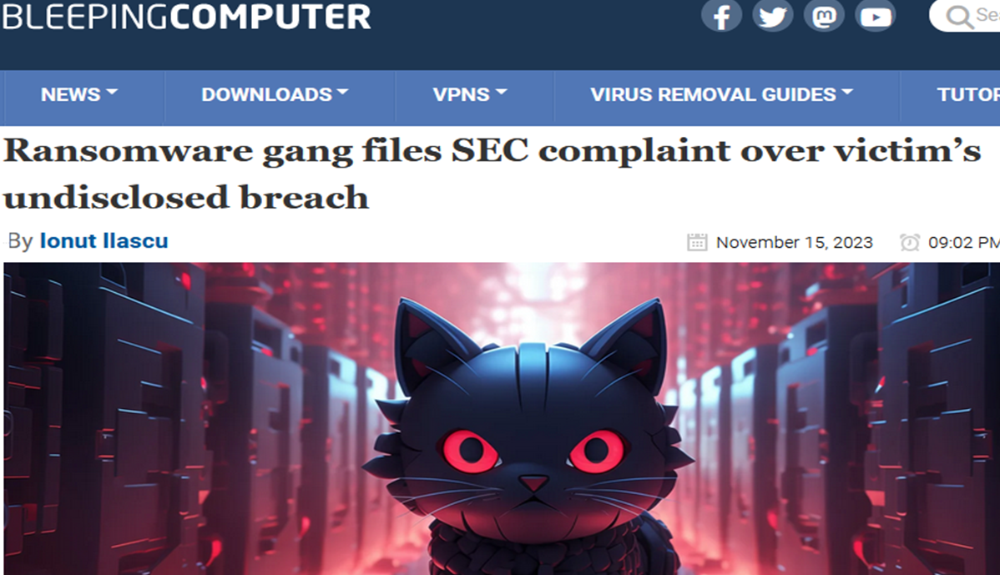 BLEEPINGCOMPUTER
NEWS DOWNLOADS VPNS VIRUS REMOVAL GUIDES
Ransomware gang files SEC complaint over victim’s
undisclosed breach
By Ionut Ilascu November 15, 2023 09:02 PM